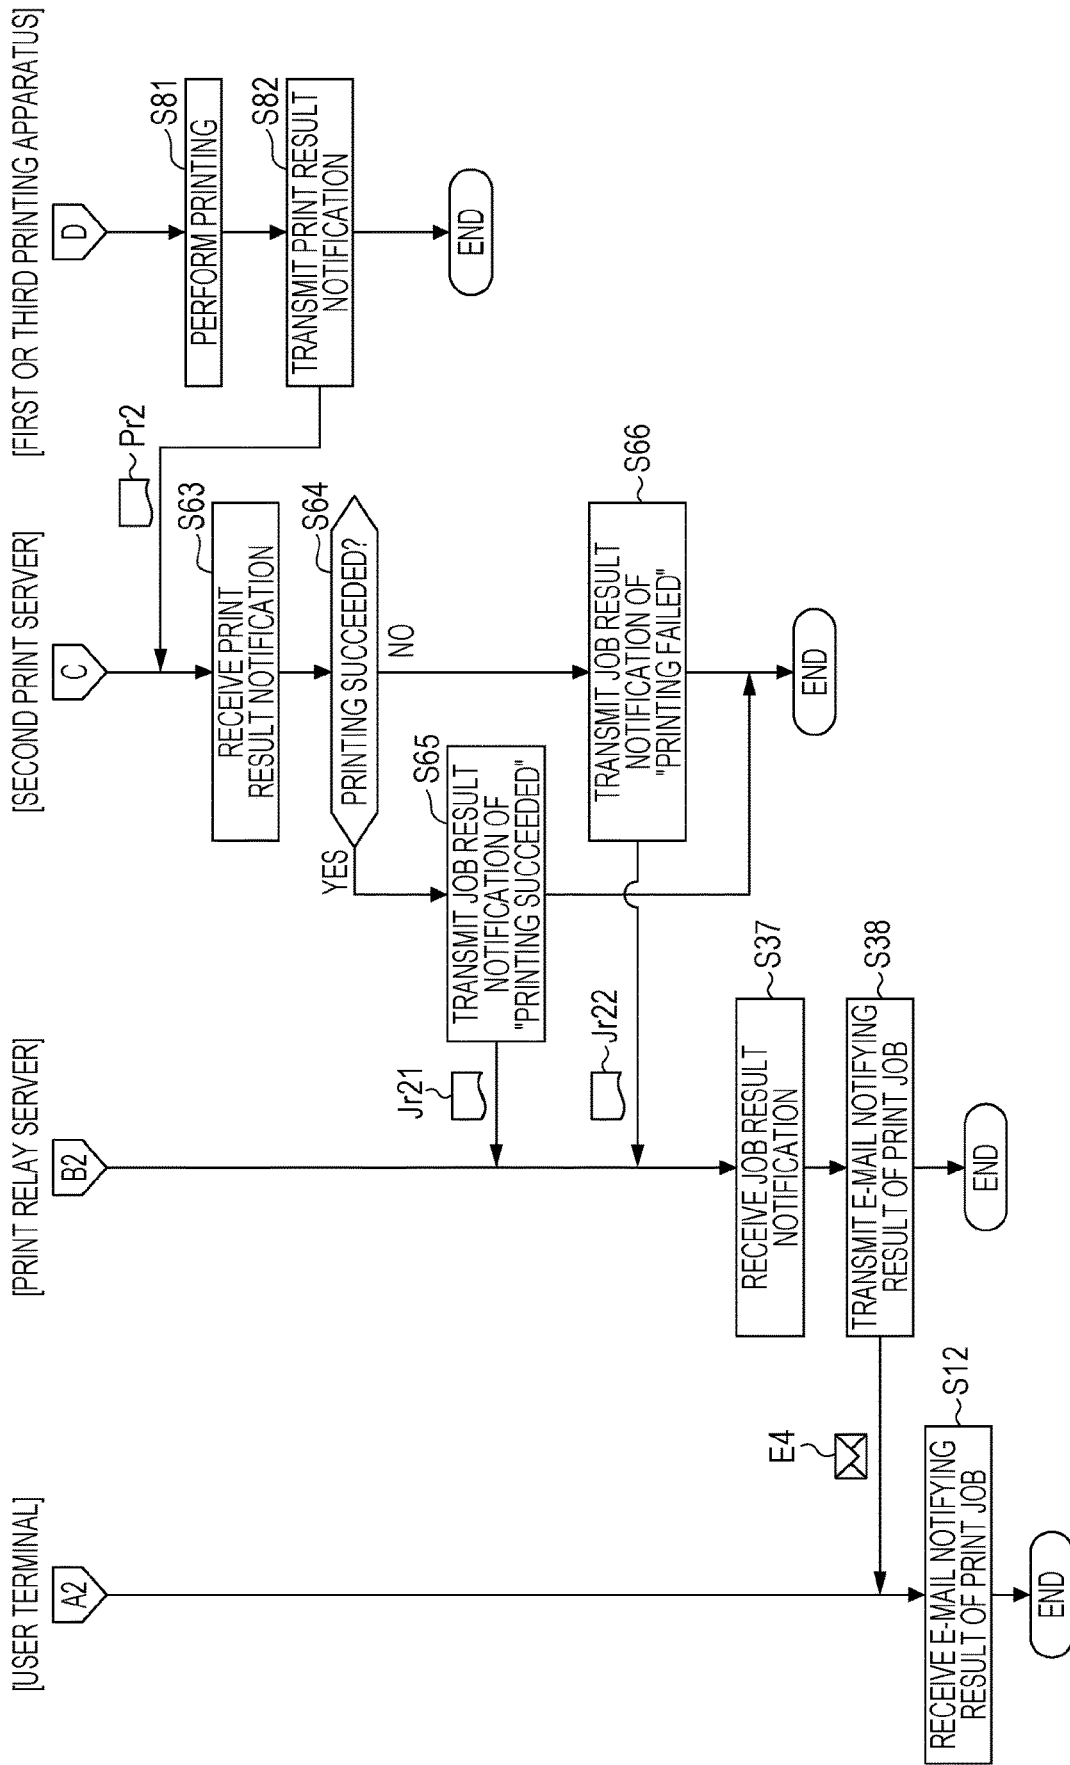 [USER TERMINAL]
A2
RECEIVE E-MAIL NOTIFYING
RESULT OF PRINT JOB
S12
END
E4
[PRINT RELAY SERVER]
B2
Jr21
Jr22
RECEIVE JOB RESULT
NOTIFICATION
S37
TRANSMIT E-MAIL NOTIFYING
RESULT OF PRINT JOB
S38
END
[SECOND PRINT SERVER]
C
RECEIVE PRINT
RESULT NOTIFICATION
S63
PRINTING SUCCEEDED?
S64
YES
NO
TRANSMIT JOB RESULT
NOTIFICATION OF
"PRINTING SUCCEEDED"
S65
TRANSMIT JOB RESULT
NOTIFICATION OF
"PRINTING FAILED"
S66
END
[FIRST OR THIRD PRINTING APPARATUS]
D
Pr2
PERFORM PRINTING
S81
TRANSMIT PRINT RESULT
NOTIFICATION
S82
END